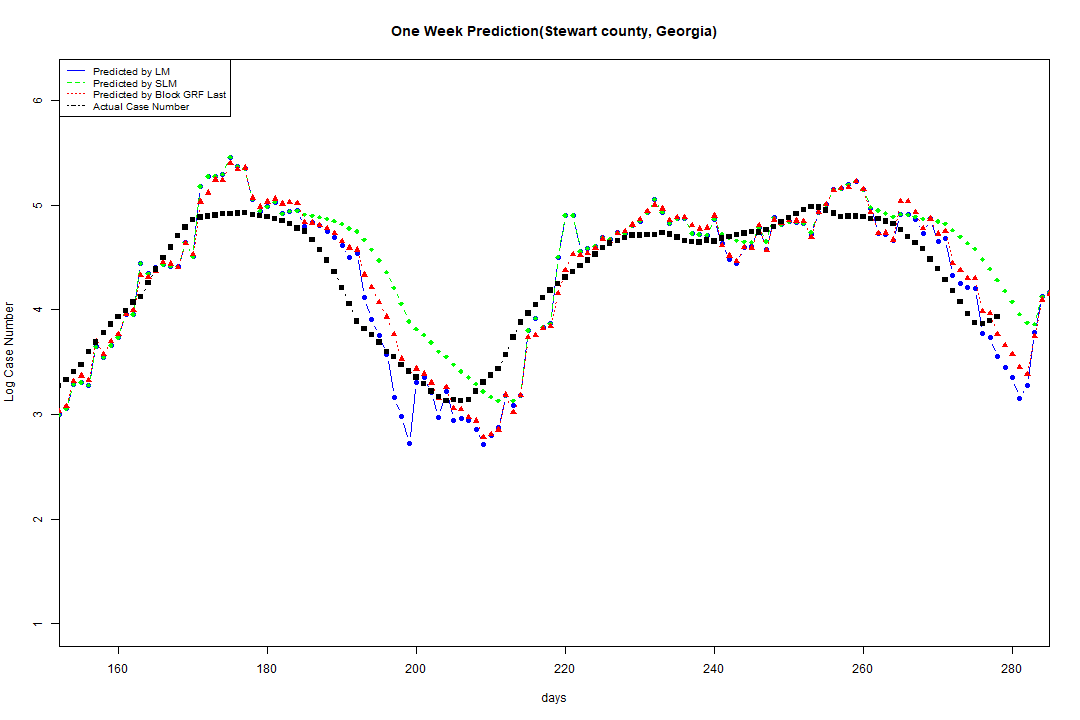 One Week Prediction(Stewart county, Georgia)
Predicted by LM
Predicted by SLM
Predicted by Block GRF Last
Actual Case Number
Log Case Number
6
5
4
3
2
1
160 180 200 220 240 260 280
days